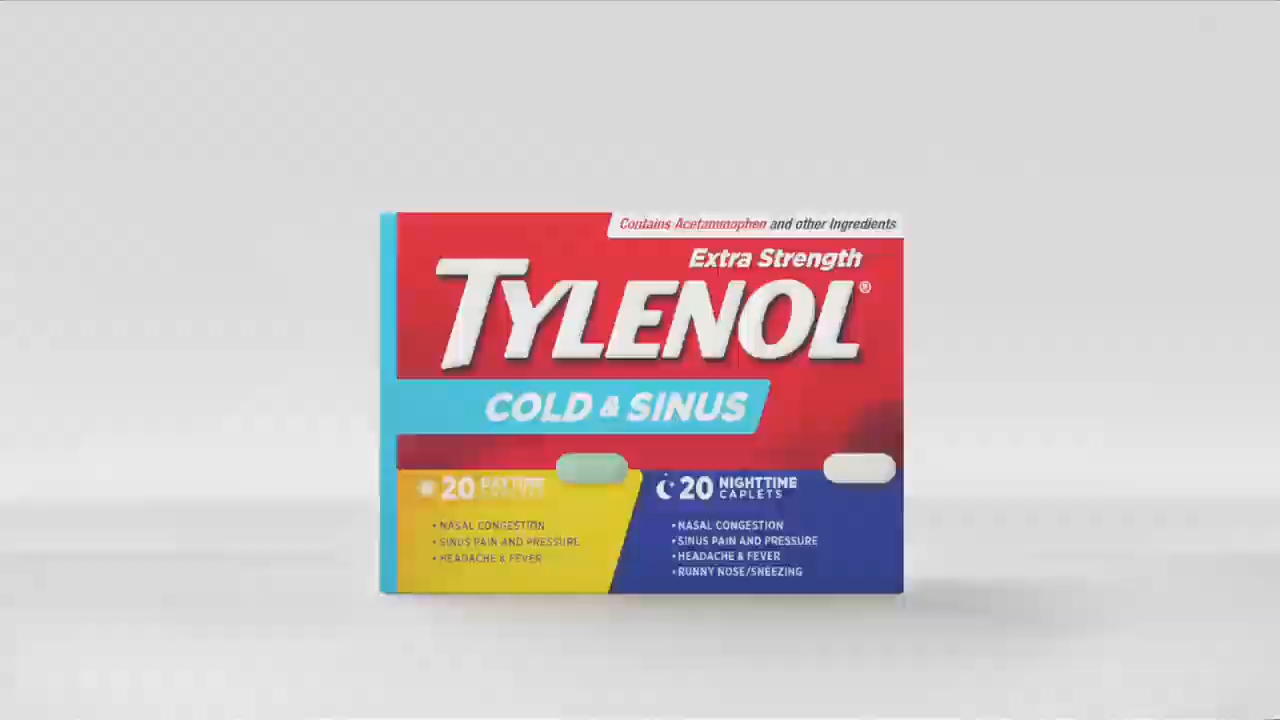 Contains Acetaminophen and other Ingredients
Extra Strength
TYLENOL®
COLD & SINUS
20 DAYTIME
20 NIGHTTIME
CAPLETS
• NASAL CONGESTION
• SINUS PAIN AND PRESSURE
• HEADACHE & FEVER
• NASAL CONGESTION
• SINUS PAIN AND PRESSURE
• HEADACHE & FEVER
• RUNNY NOSE/SNEEZING